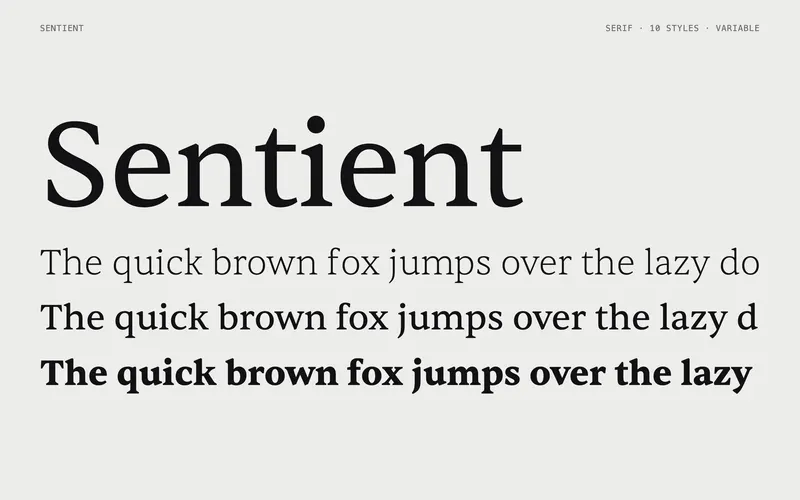 SENTIENT
SERIF · 10 STYLES · VARIABLE
Sentient
The quick brown fox jumps over the lazy do
The quick brown fox jumps over the lazy d
The quick brown fox jumps over the lazy